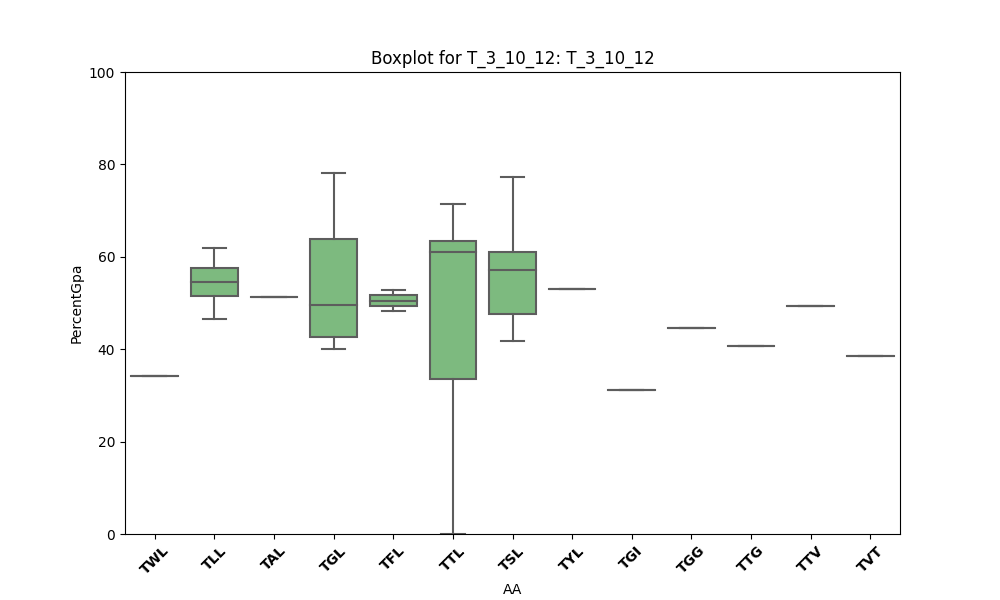 Boxplot for T_3_10_12: T_3_10_12
PercentGpa
100
80
60
40
20
0
TWL TLL TAL TGL TFL TTL TSL TYL TGI TGG TTG TTV TVT
AA